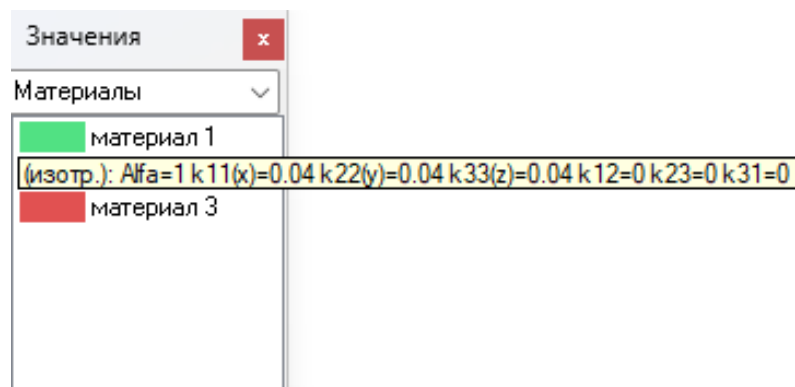 Значения
x
Материалы
материал 1
(изотр.): Alfa=1 k11(x)=0.04 k22(y)=0.04 k33(z)=0.04 k12=0 k23=0 k31=0
материал 3